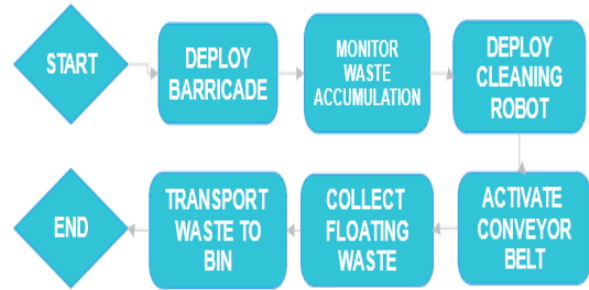 START
DEPLOY
BARRICADE
MONITOR
WASTE
ACCUMULATION
DEPLOY
CLEANING
ROBOT
ACTIVATE
CONVEYOR
BELT
COLLECT
FLOATING
WASTE
TRANSPORT
WASTE TO
BIN
END